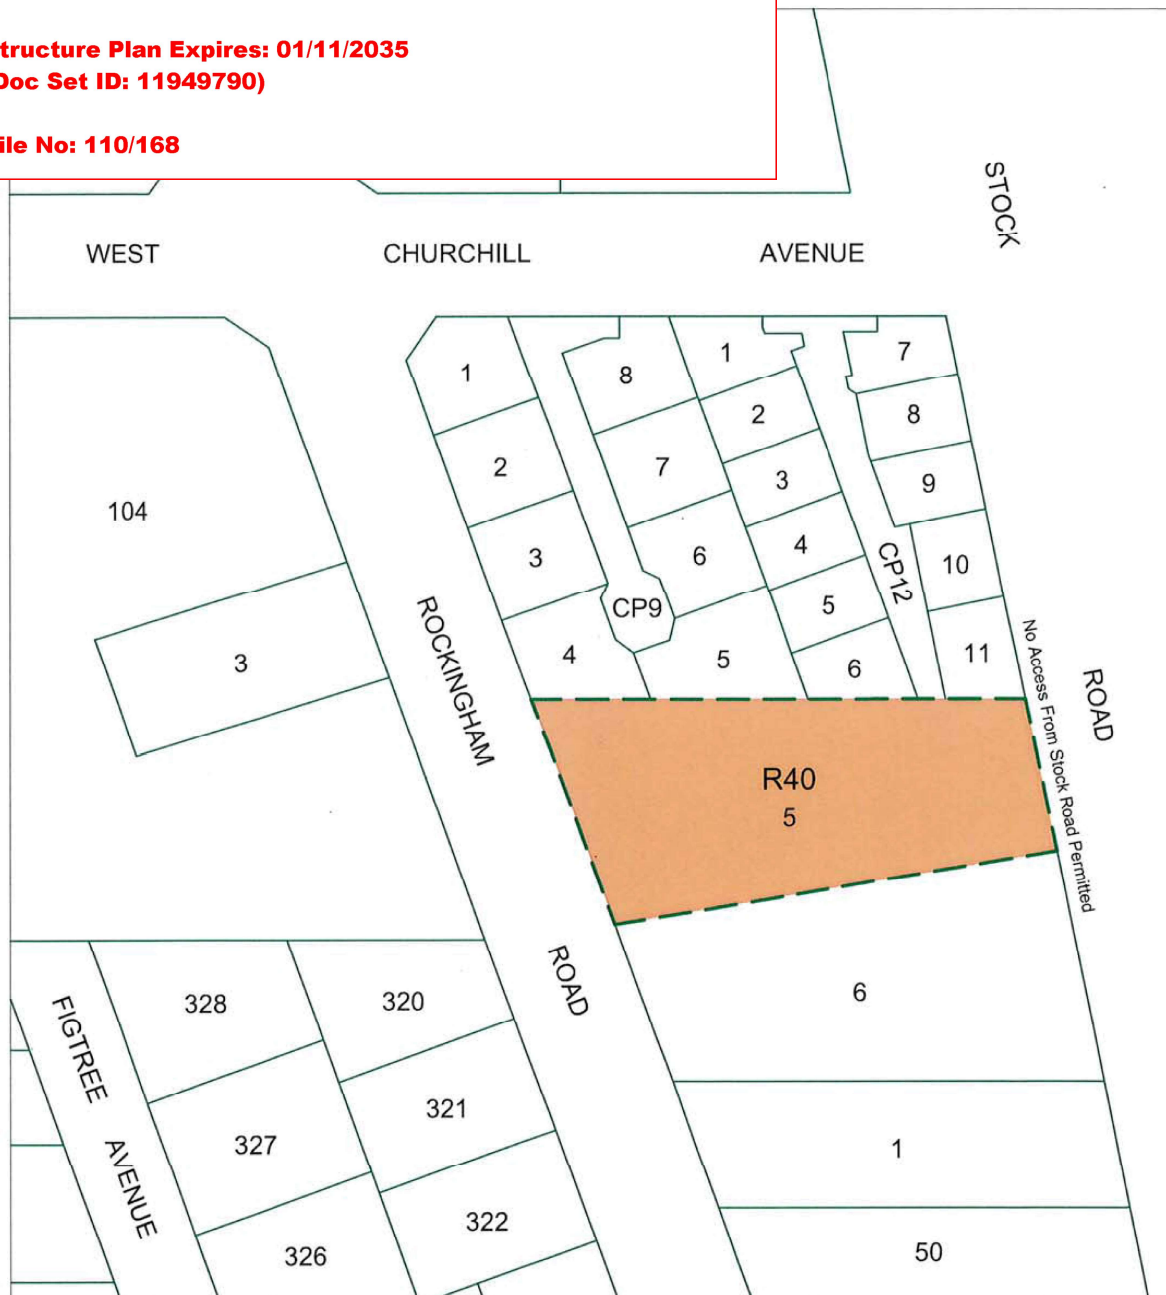 tructure Plan Expires: 01/11/2035
Doc Set ID: 11949790)
ile No: 110/168
STOCK
WEST CHURCHILL AVENUE
1
8
1
7
2
8
2
7
3
9
104
3
6
4
10
CP12
CP9
5
3
4
5
6
11
ROCKINGHAM
No Access From Stock Road Permitted
ROAD
R40
5
ROAD
6
328
320
FIGTREE
321
327
1
AVENUE
322
326
50